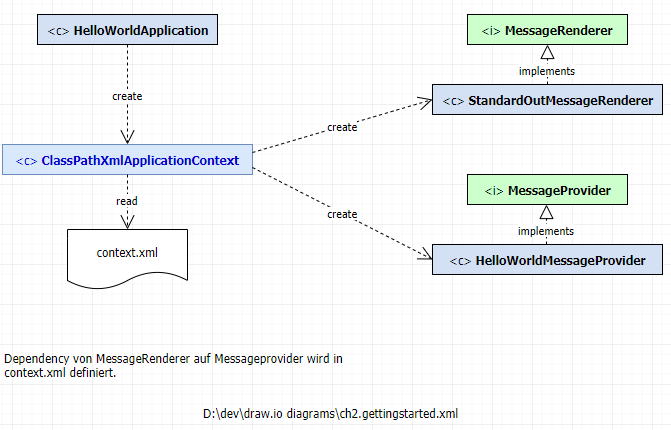 <c> HelloWorldApplication
<i> MessageRenderer
implements
create
<c> StandardOutMessageRenderer
create
<c> ClassPathXmlApplicationContext
<i> MessageProvider
read
create
implements
context.xml
<c> HelloWorldMessageProvider
Dependency von MessageRenderer auf Messageprovider wird in
context.xml definiert.
D:\dev\draw.io diagrams\ch2.gettingstarted.xml